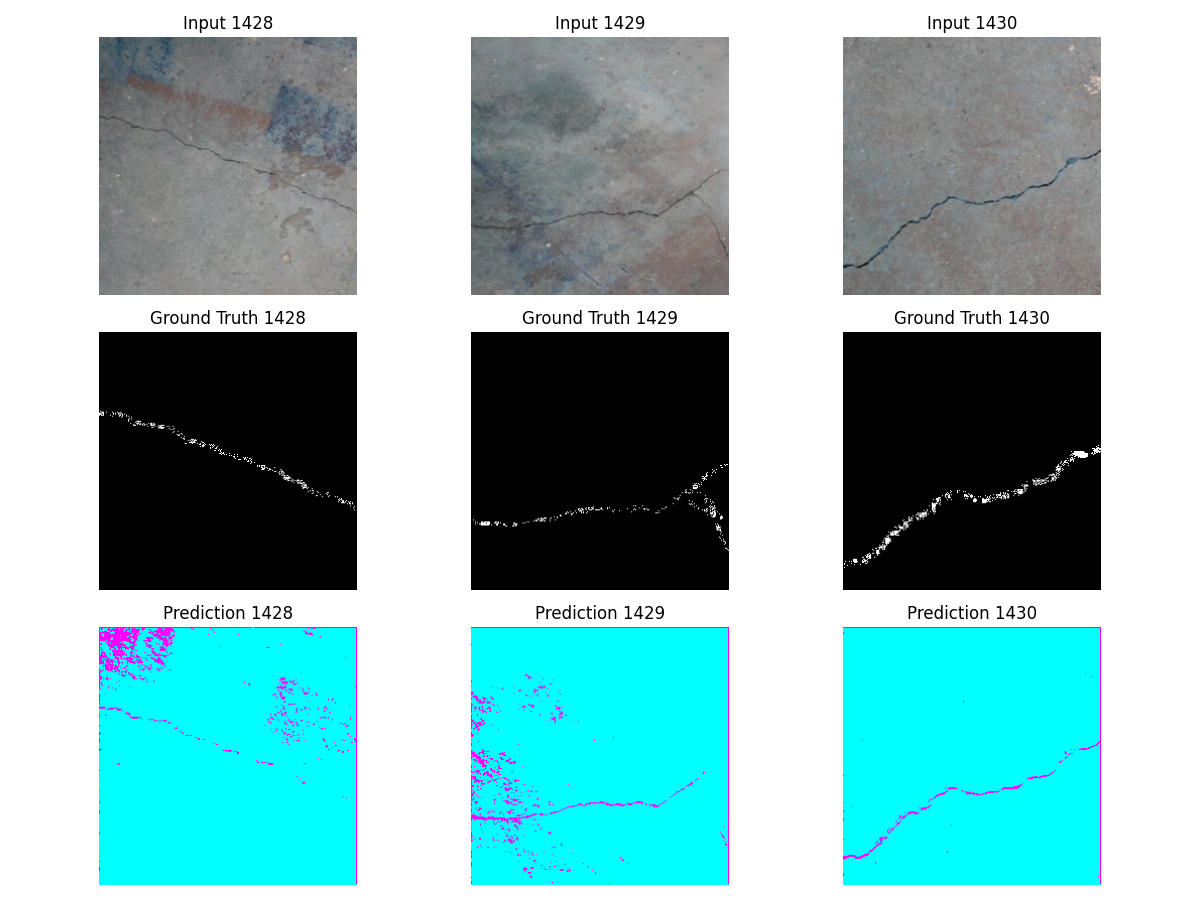 Input 1428
Input 1429
Input 1430
Ground Truth 1428
Ground Truth 1429
Ground Truth 1430
Prediction 1428
Prediction 1429
Prediction 1430